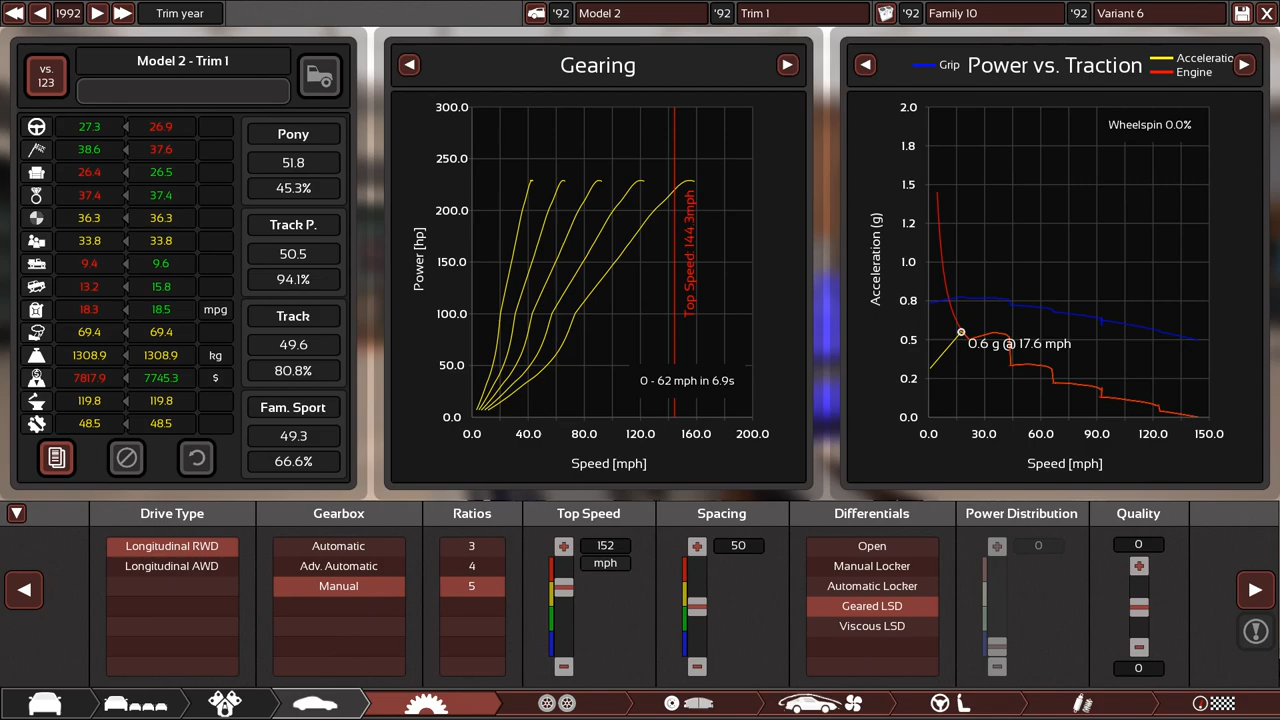 1992
Trim year
'92
Model 2
'92
Trim 1
'92
Family 10
'92
Variant 6
vs.
123
Model 2 - Trim 1
27.3 26.9
38.6 37.6
26.4 26.5
37.4 37.4
36.3 36.3
33.8 33.8
9.4 9.6
13.2 15.8
18.3 18.5 mpg
69.4 69.4
1308.9 1308.9 kg
7817.9 7745.3 $
119.8 119.8
48.5 48.5
Pony
51.8
45.3%
Track P.
50.5
94.1%
Track
49.6
80.8%
Fam. Sport
49.3
66.6%
Gearing
300.0
250.0
200.0
150.0
100.0
50.0
0.0
Power [hp]
Top Speed: 144.3mph
0 - 62 mph in 6.9s
0.0 40.0 80.0 120.0 160.0 200.0
Speed [mph]
Power vs. Traction
Grip
Acceleratio
Engine
Wheelspin 0.0%
2.0
1.8
1.5
1.2
1.0
0.8
0.5
0.2
0.0
Acceleration (g)
0.6 g @ 17.6 mph
0.0 30.0 60.0 90.0 120.0 150.0
Speed [mph]
Drive Type
Longitudinal RWD
Longitudinal AWD
Gearbox
Automatic
Adv. Automatic
Manual
Ratios
3
4
5
Top Speed
152
mph
Spacing
50
Differentials
Open
Manual Locker
Automatic Locker
Geared LSD
Viscous LSD
Power Distribution
0
Quality
0
0